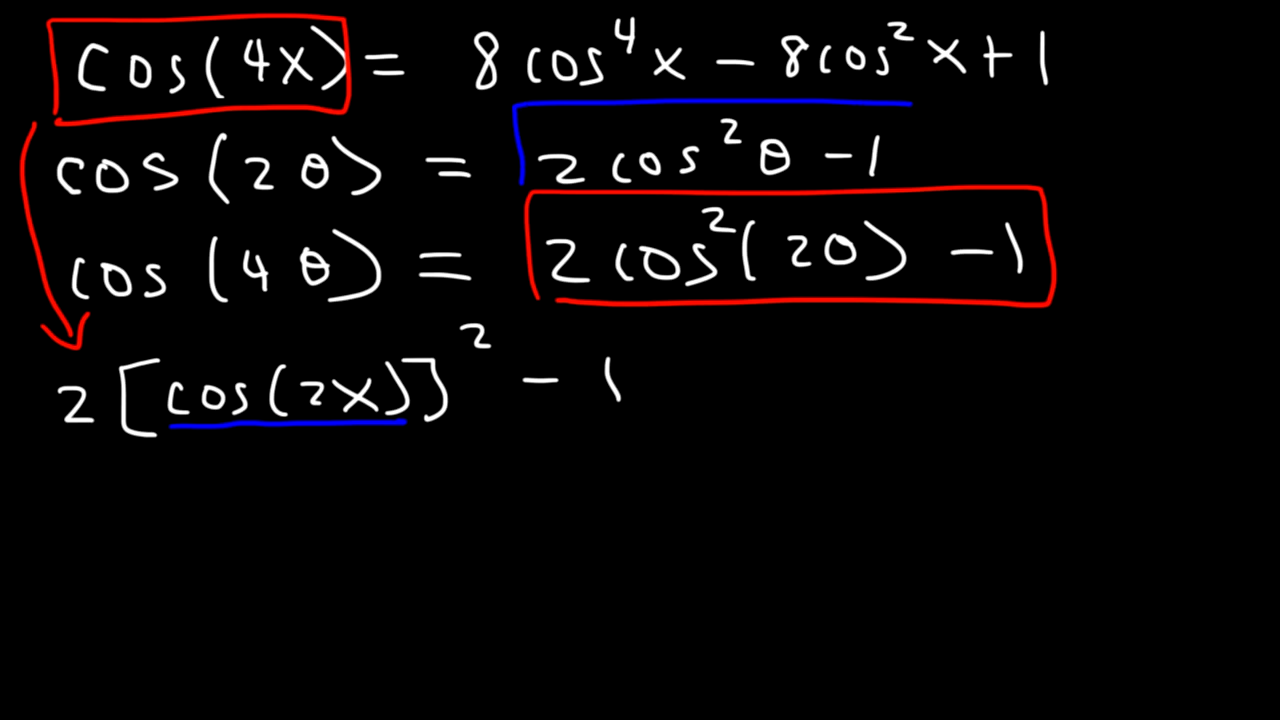 cos(4x) = 8cos⁴x − 8cos²x + 1
cos(2θ) = 2cos²θ − 1
cos(4θ) = 2cos²(2θ) − 1
2[cos(2x)]² − 1